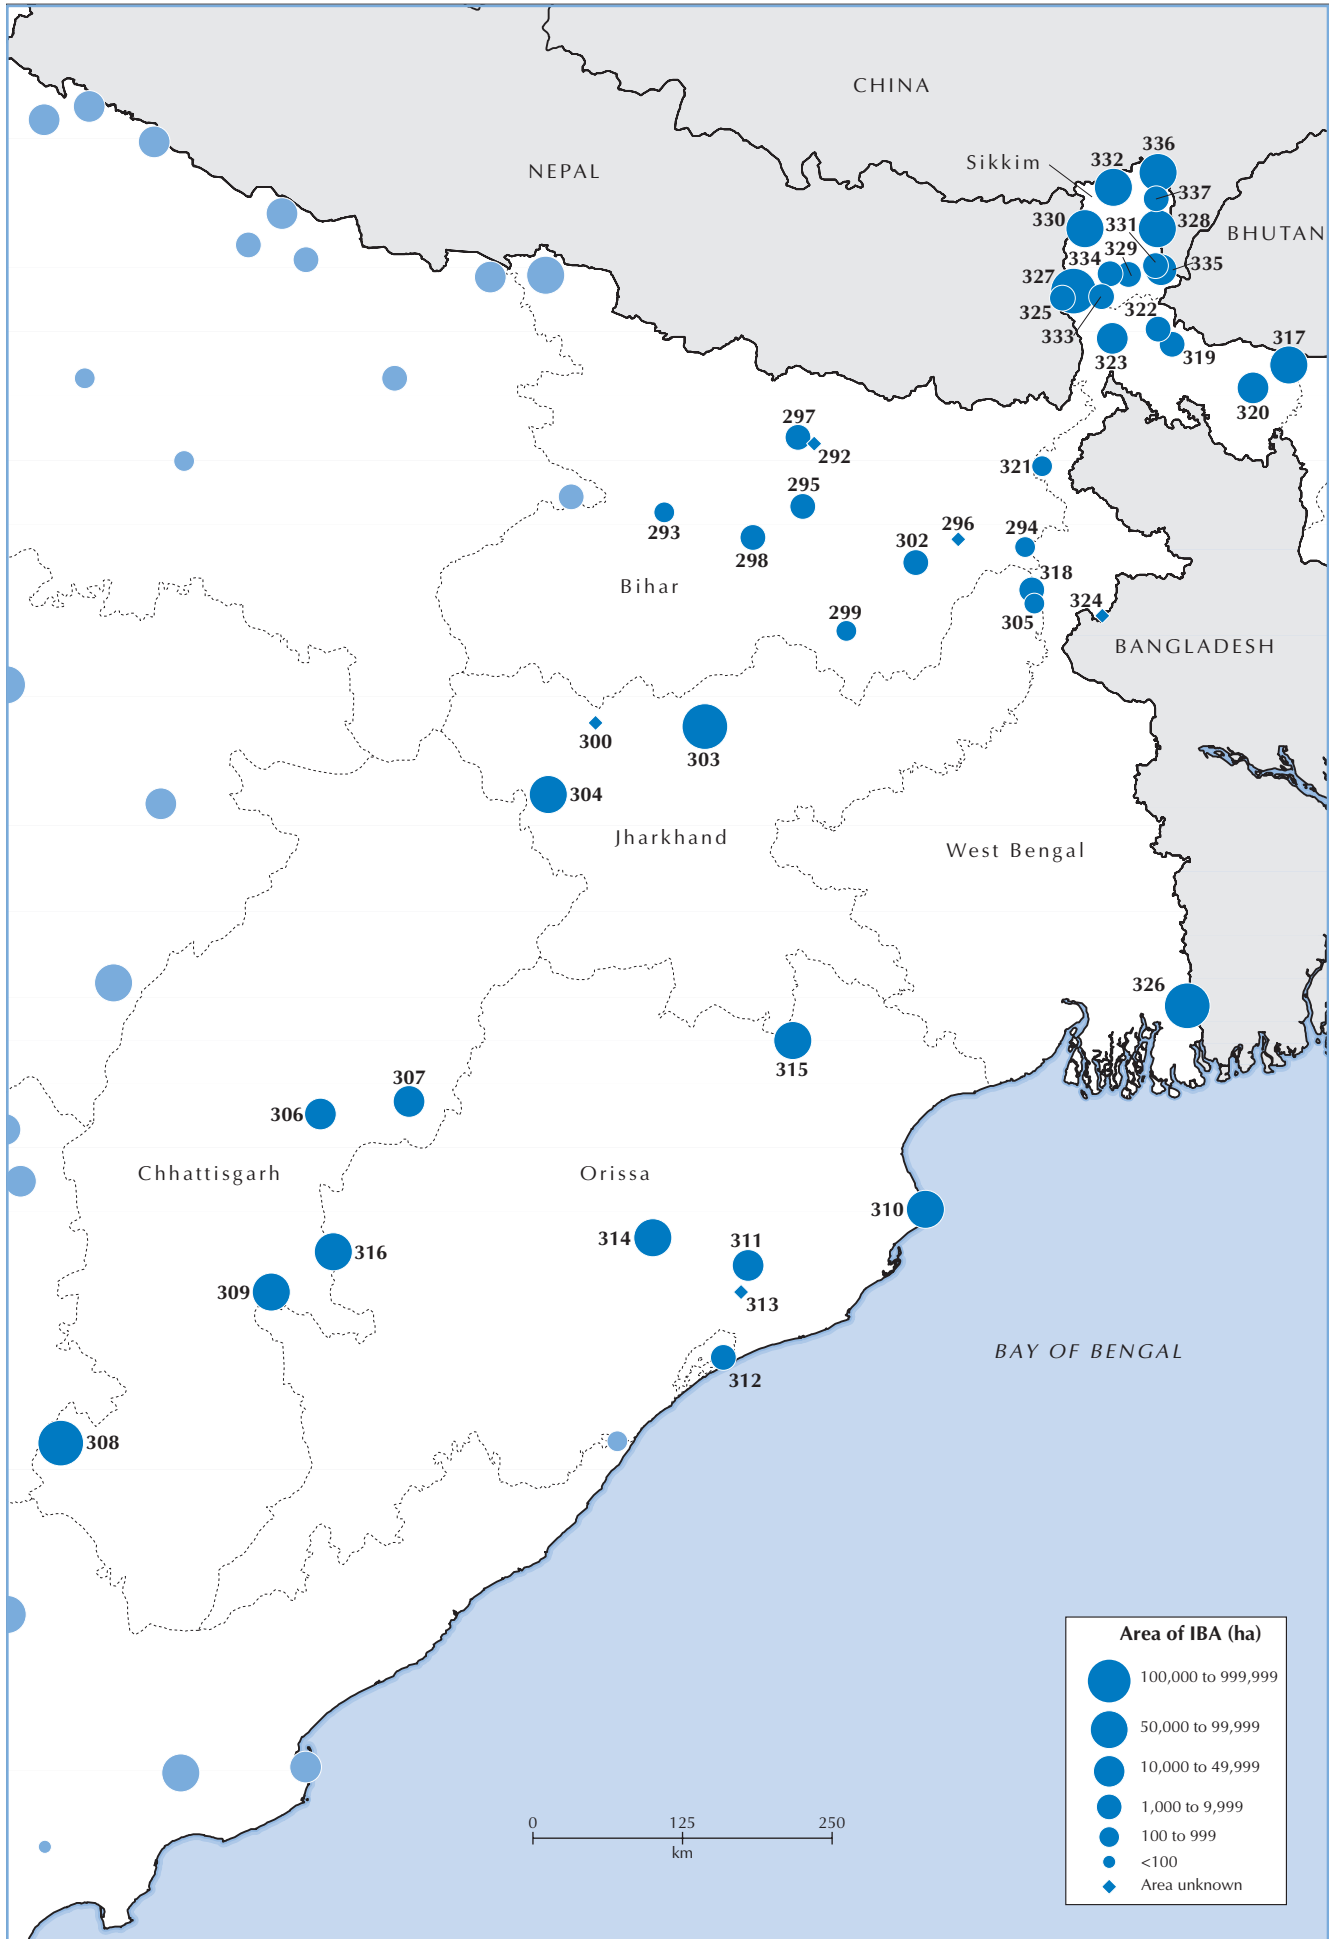 CHINA
336
332
Sikkim
NEPAL
337
330
331
328
BHUTAN
329
334
335
327
325
322
333
317
323
319
320
297
292
321
295
293
296
294
302
298
318
Bihar
324
299
305
BANGLADESH
300
303
304
Jharkhand
West Bengal
326
315
307
306
Chhattisgarh
Orissa
310
314
311
316
309
313
BAY OF BENGAL
312
308
Area of IBA (ha)
100,000 to 999,999
50,000 to 99,999
10,000 to 49,999
1,000 to 9,999
100 to 999
<100
Area unknown
0 125 250
km